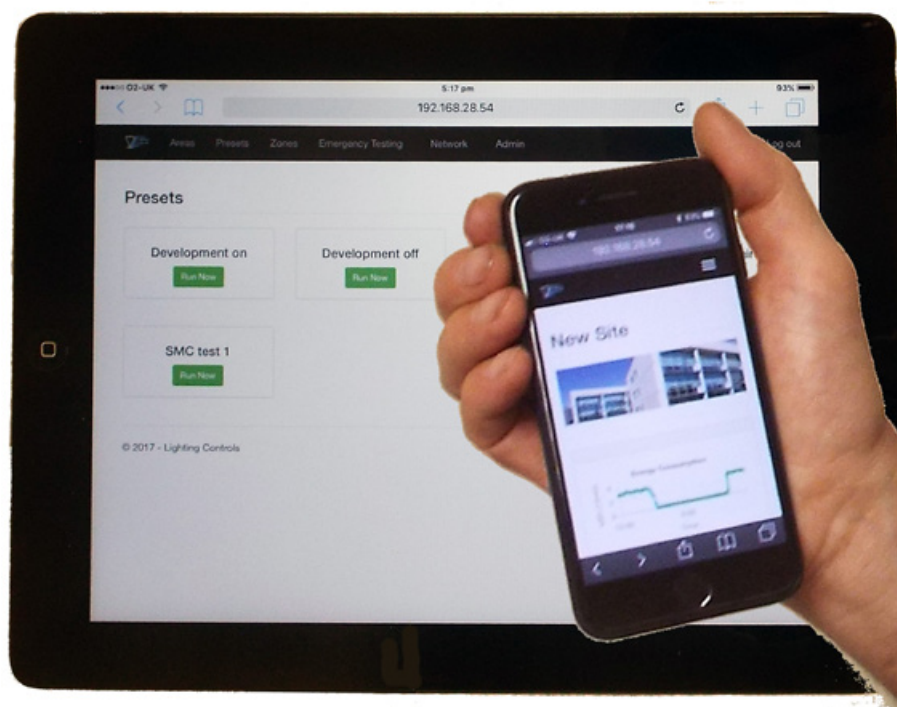 O2-UK 5:17 pm 93%
192.168.28.54
Areas Presets Zones Emergency Testing Network Admin Log out
Presets
Development on
Run Now
Development off
Run Now
SMC test 1
Run Now
© 2017 - Lighting Controls
192.168.28.54
New Site
Energy Consumption
Time